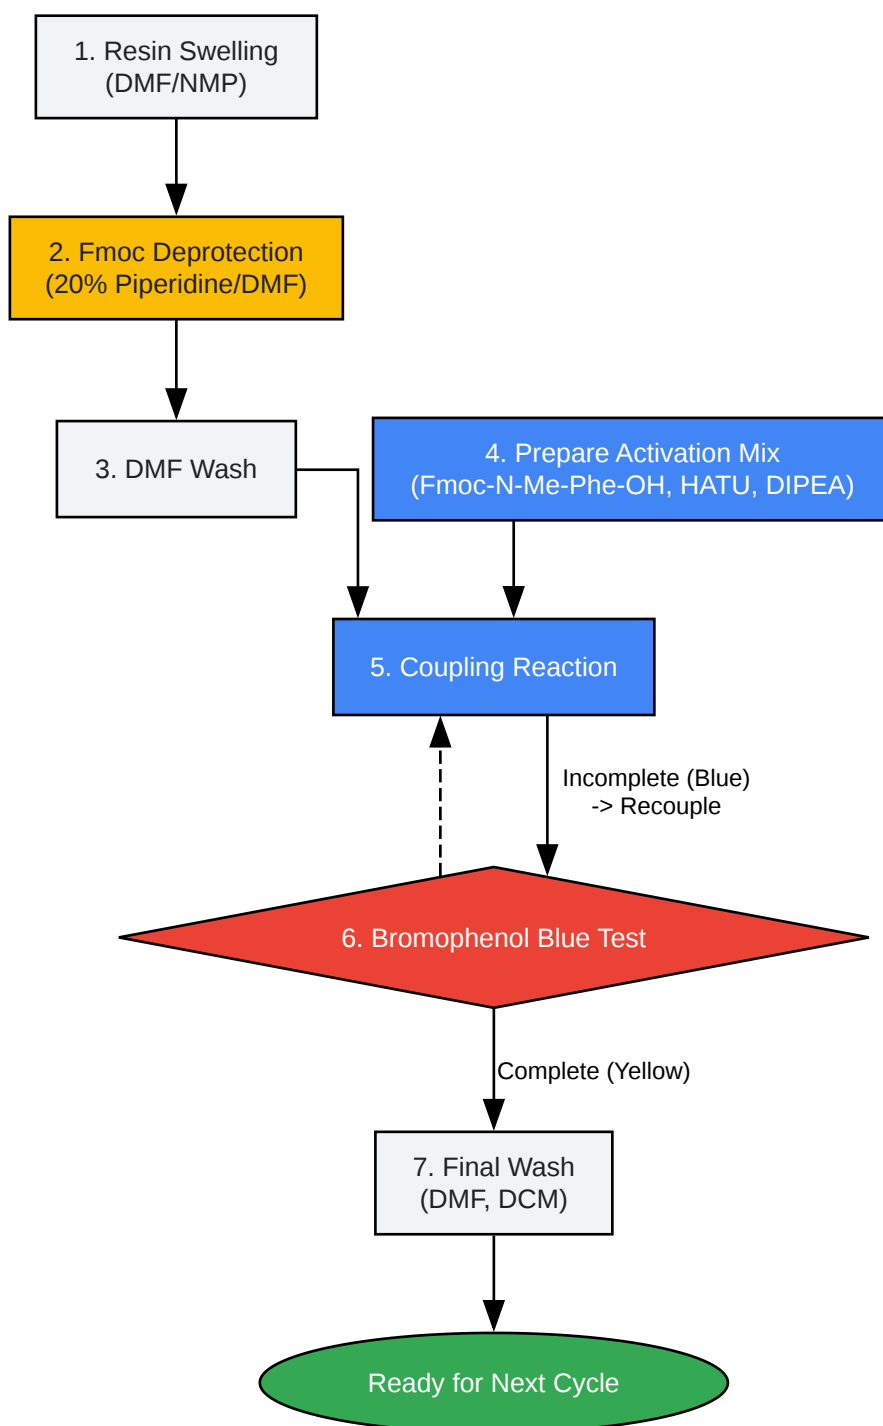 1. Resin Swelling
(DMF/NMP)
2. Fmoc Deprotection
(20% Piperidine/DMF)
3. DMF Wash
4. Prepare Activation Mix
(Fmoc-N-Me-Phe-OH, HATU, DIPEA)
5. Coupling Reaction
Incomplete (Blue)
-> Recouple
6. Bromophenol Blue Test
Complete (Yellow)
7. Final Wash
(DMF, DCM)
Ready for Next Cycle